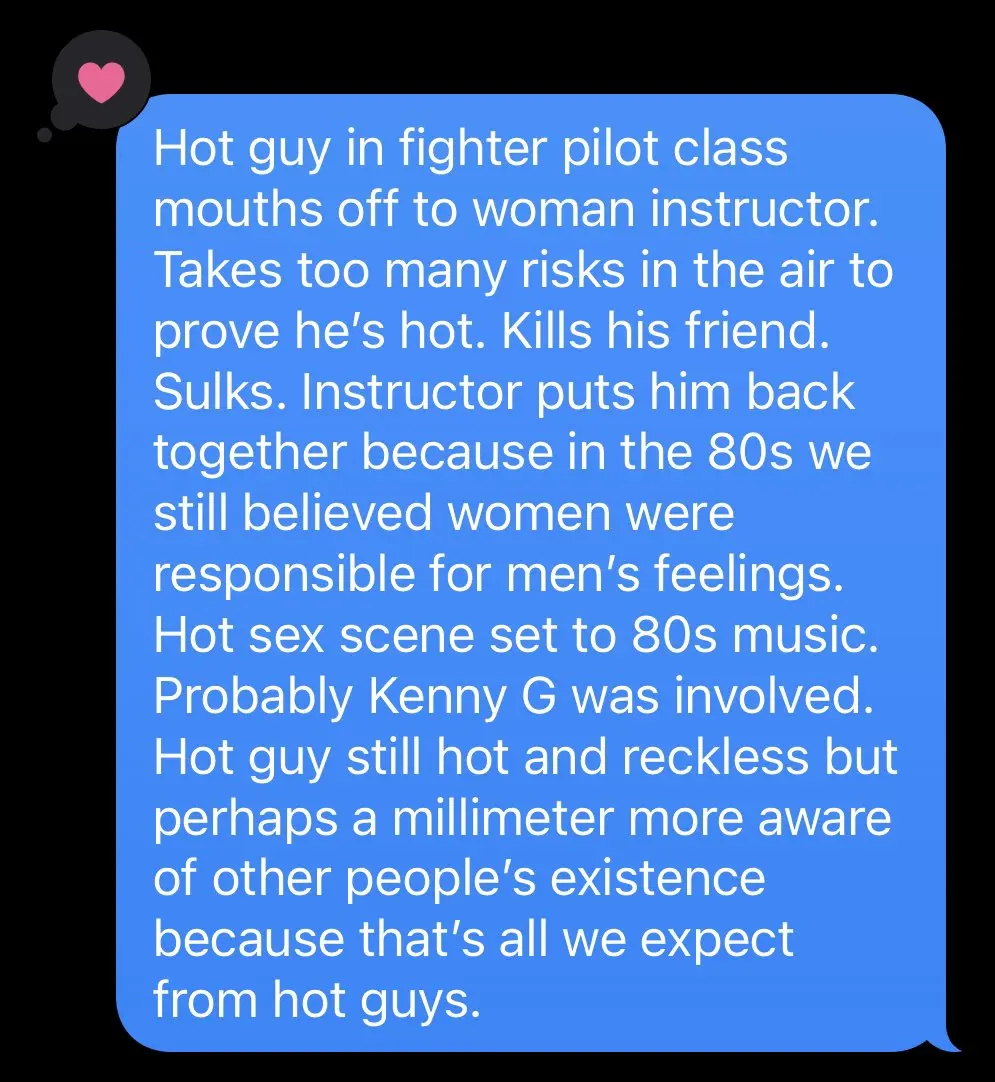 Hot guy in fighter pilot class
mouths off to woman instructor.
Takes too many risks in the air to
prove he’s hot. Kills his friend.
Sulks. Instructor puts him back
together because in the 80s we
still believed women were
responsible for men’s feelings.
Hot sex scene set to 80s music.
Probably Kenny G was involved.
Hot guy still hot and reckless but
perhaps a millimeter more aware
of other people’s existence
because that’s all we expect
from hot guys.